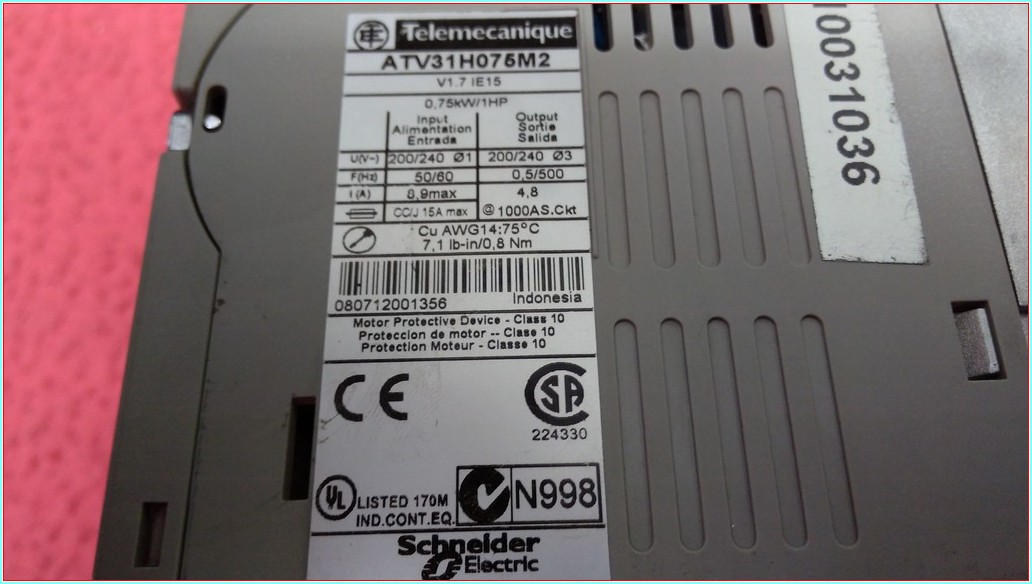 Telemecanique
ATV31H075M2
V1.7 IE15
0,75kW/1HP
Input
Alimentation
Entrada
Output
Sortie
Salida
U(V~) 200/240 Ø1 200/240 Ø3
F(Hz) 50/60 0,5/500
I (A) 8,9max 4,8
CC/J 15A max @1000AS.Ckt
Cu AWG14:75°C
7,1 lb-in/0,8 Nm
080712001356 Indonesia
Motor Protective Device - Class 10
Proteccion de motor -- Clase 10
Protection Moteur - Classe 10
CE
CSA
224330
UL LISTED 170M
IND.CONT.EQ.
N998
Schneider
Electric
10031036